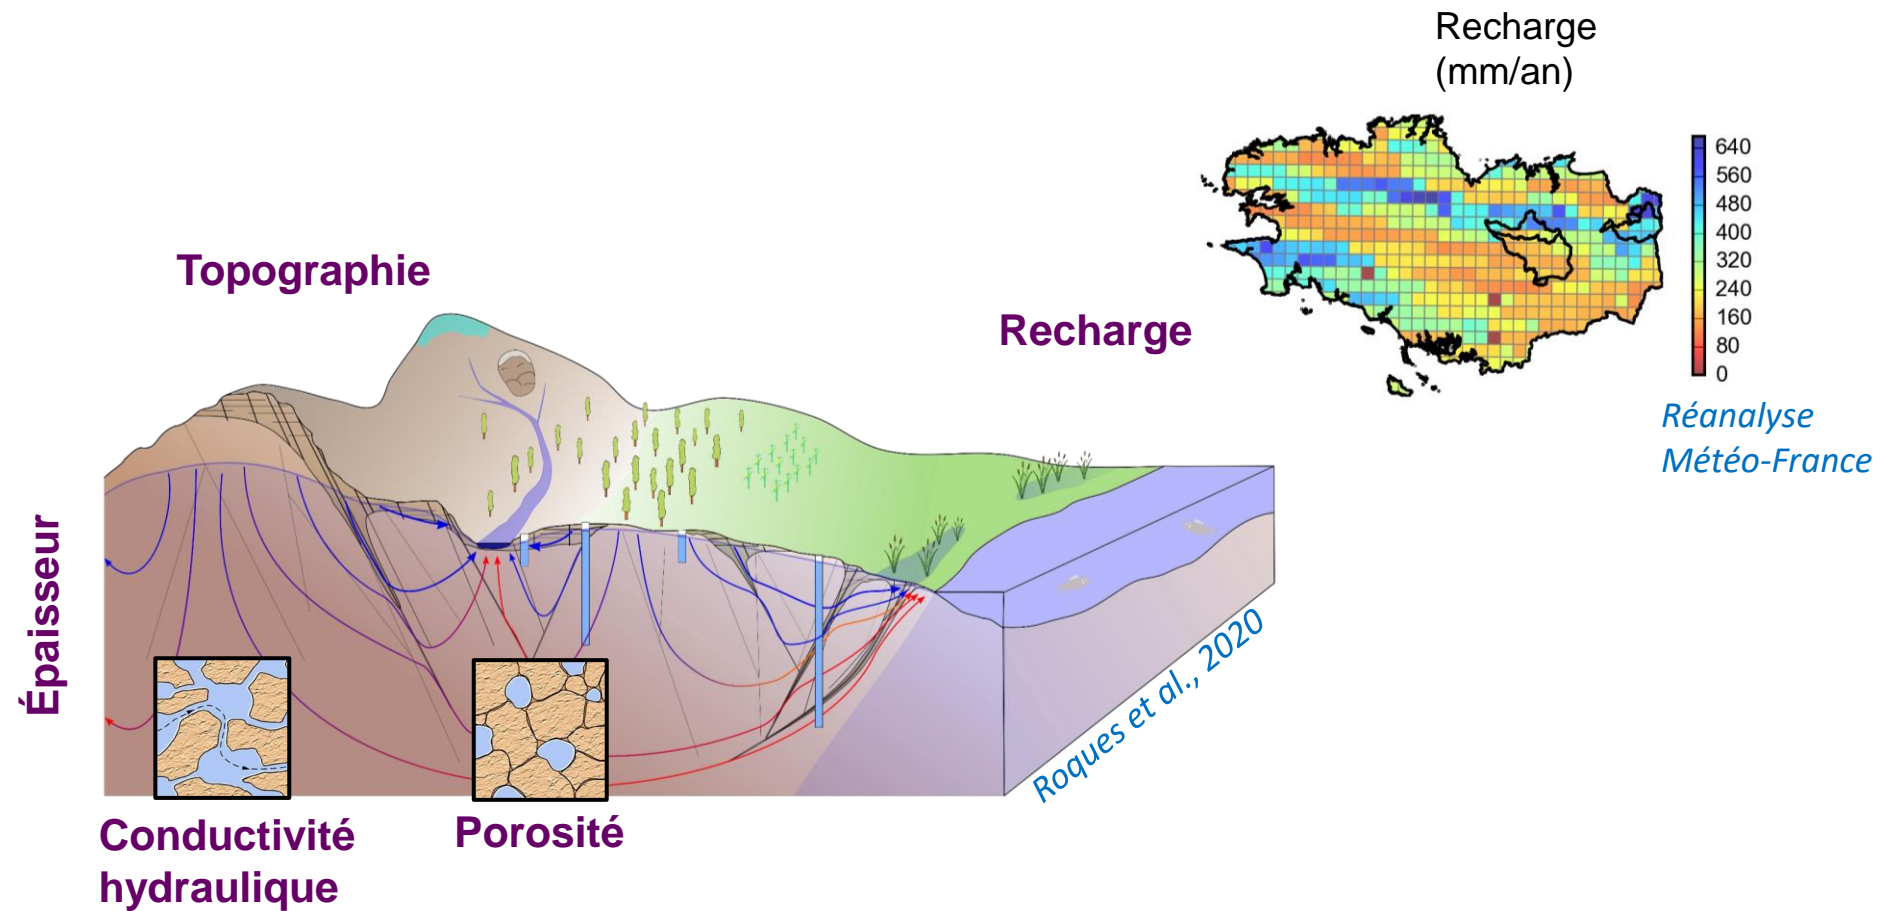 Recharge
(mm/an)
640
560
480
400
320
240
160
80
0
Réanalyse
Météo-France
Topographie
Recharge
Épaisseur
Roques et al., 2020
Conductivité
hydraulique
Porosité